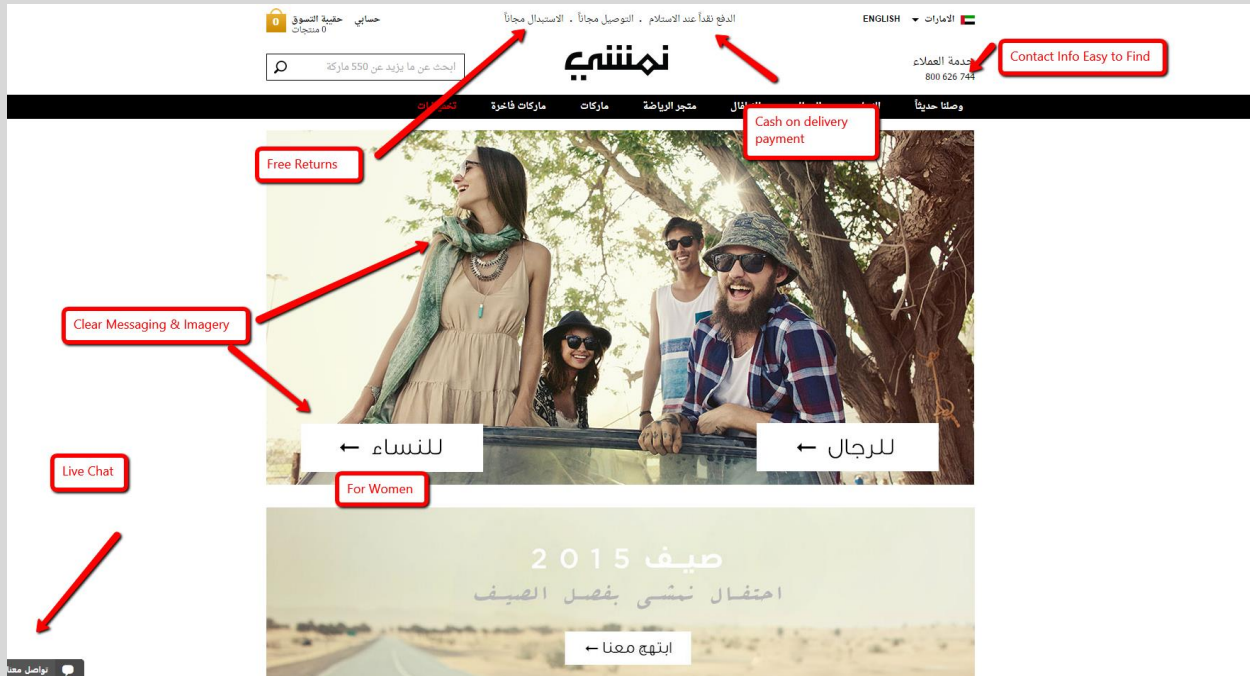 الامارات
ENGLISH
الدفع نقداً عند الاستلام . التوصيل مجاناً . الاستبدال مجاناً
حسابي
حقيبة التسوق
0 منتجات
0
خدمة العملاء
800 626 744
Contact Info Easy to Find
نمشي
ابحث عن ما يزيد عن 550 ماركة
وصلنا حديثاً
متجر الرياضة
ماركات
ماركات فاخرة
Cash on delivery
payment
Free Returns
Clear Messaging & Imagery
للرجال ←
للنساء ←
For Women
Live Chat
صيف 2015
احتفال نمشي بفصل الصيف
ابتهج معنا ←
تواصل معنا